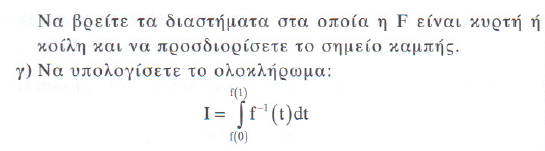 Να βρείτε τα διαστήματα στα οποία η F είναι κυρτή ή
κοίλη και να προσδιορίσετε το σημείο καμπής.
γ) Να υπολογίσετε το ολοκλήρωμα:
f(1)
I = ∫ f⁻¹(t)dt
f(0)